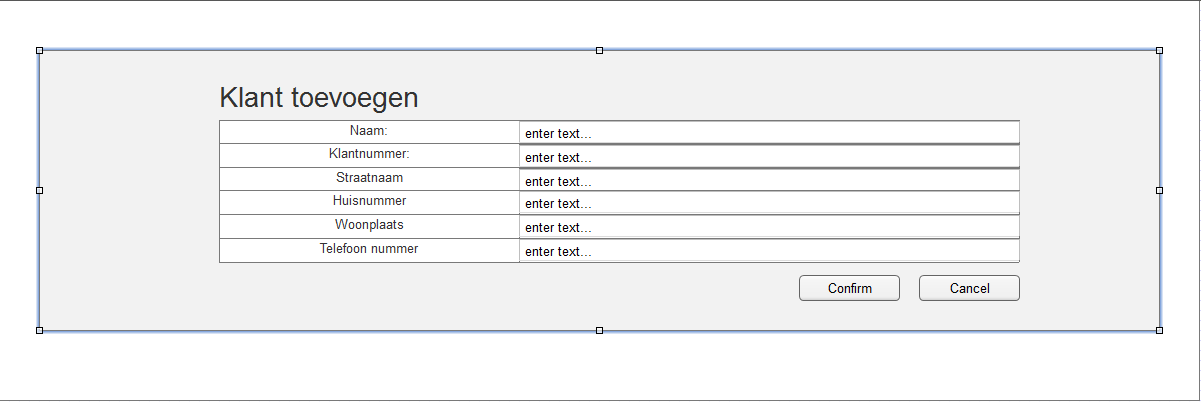 Klant toevoegen
Naam: enter text...
Klantnummer: enter text...
Straatnaam enter text...
Huisnummer enter text...
Woonplaats enter text...
Telefoon nummer enter text...
Confirm Cancel